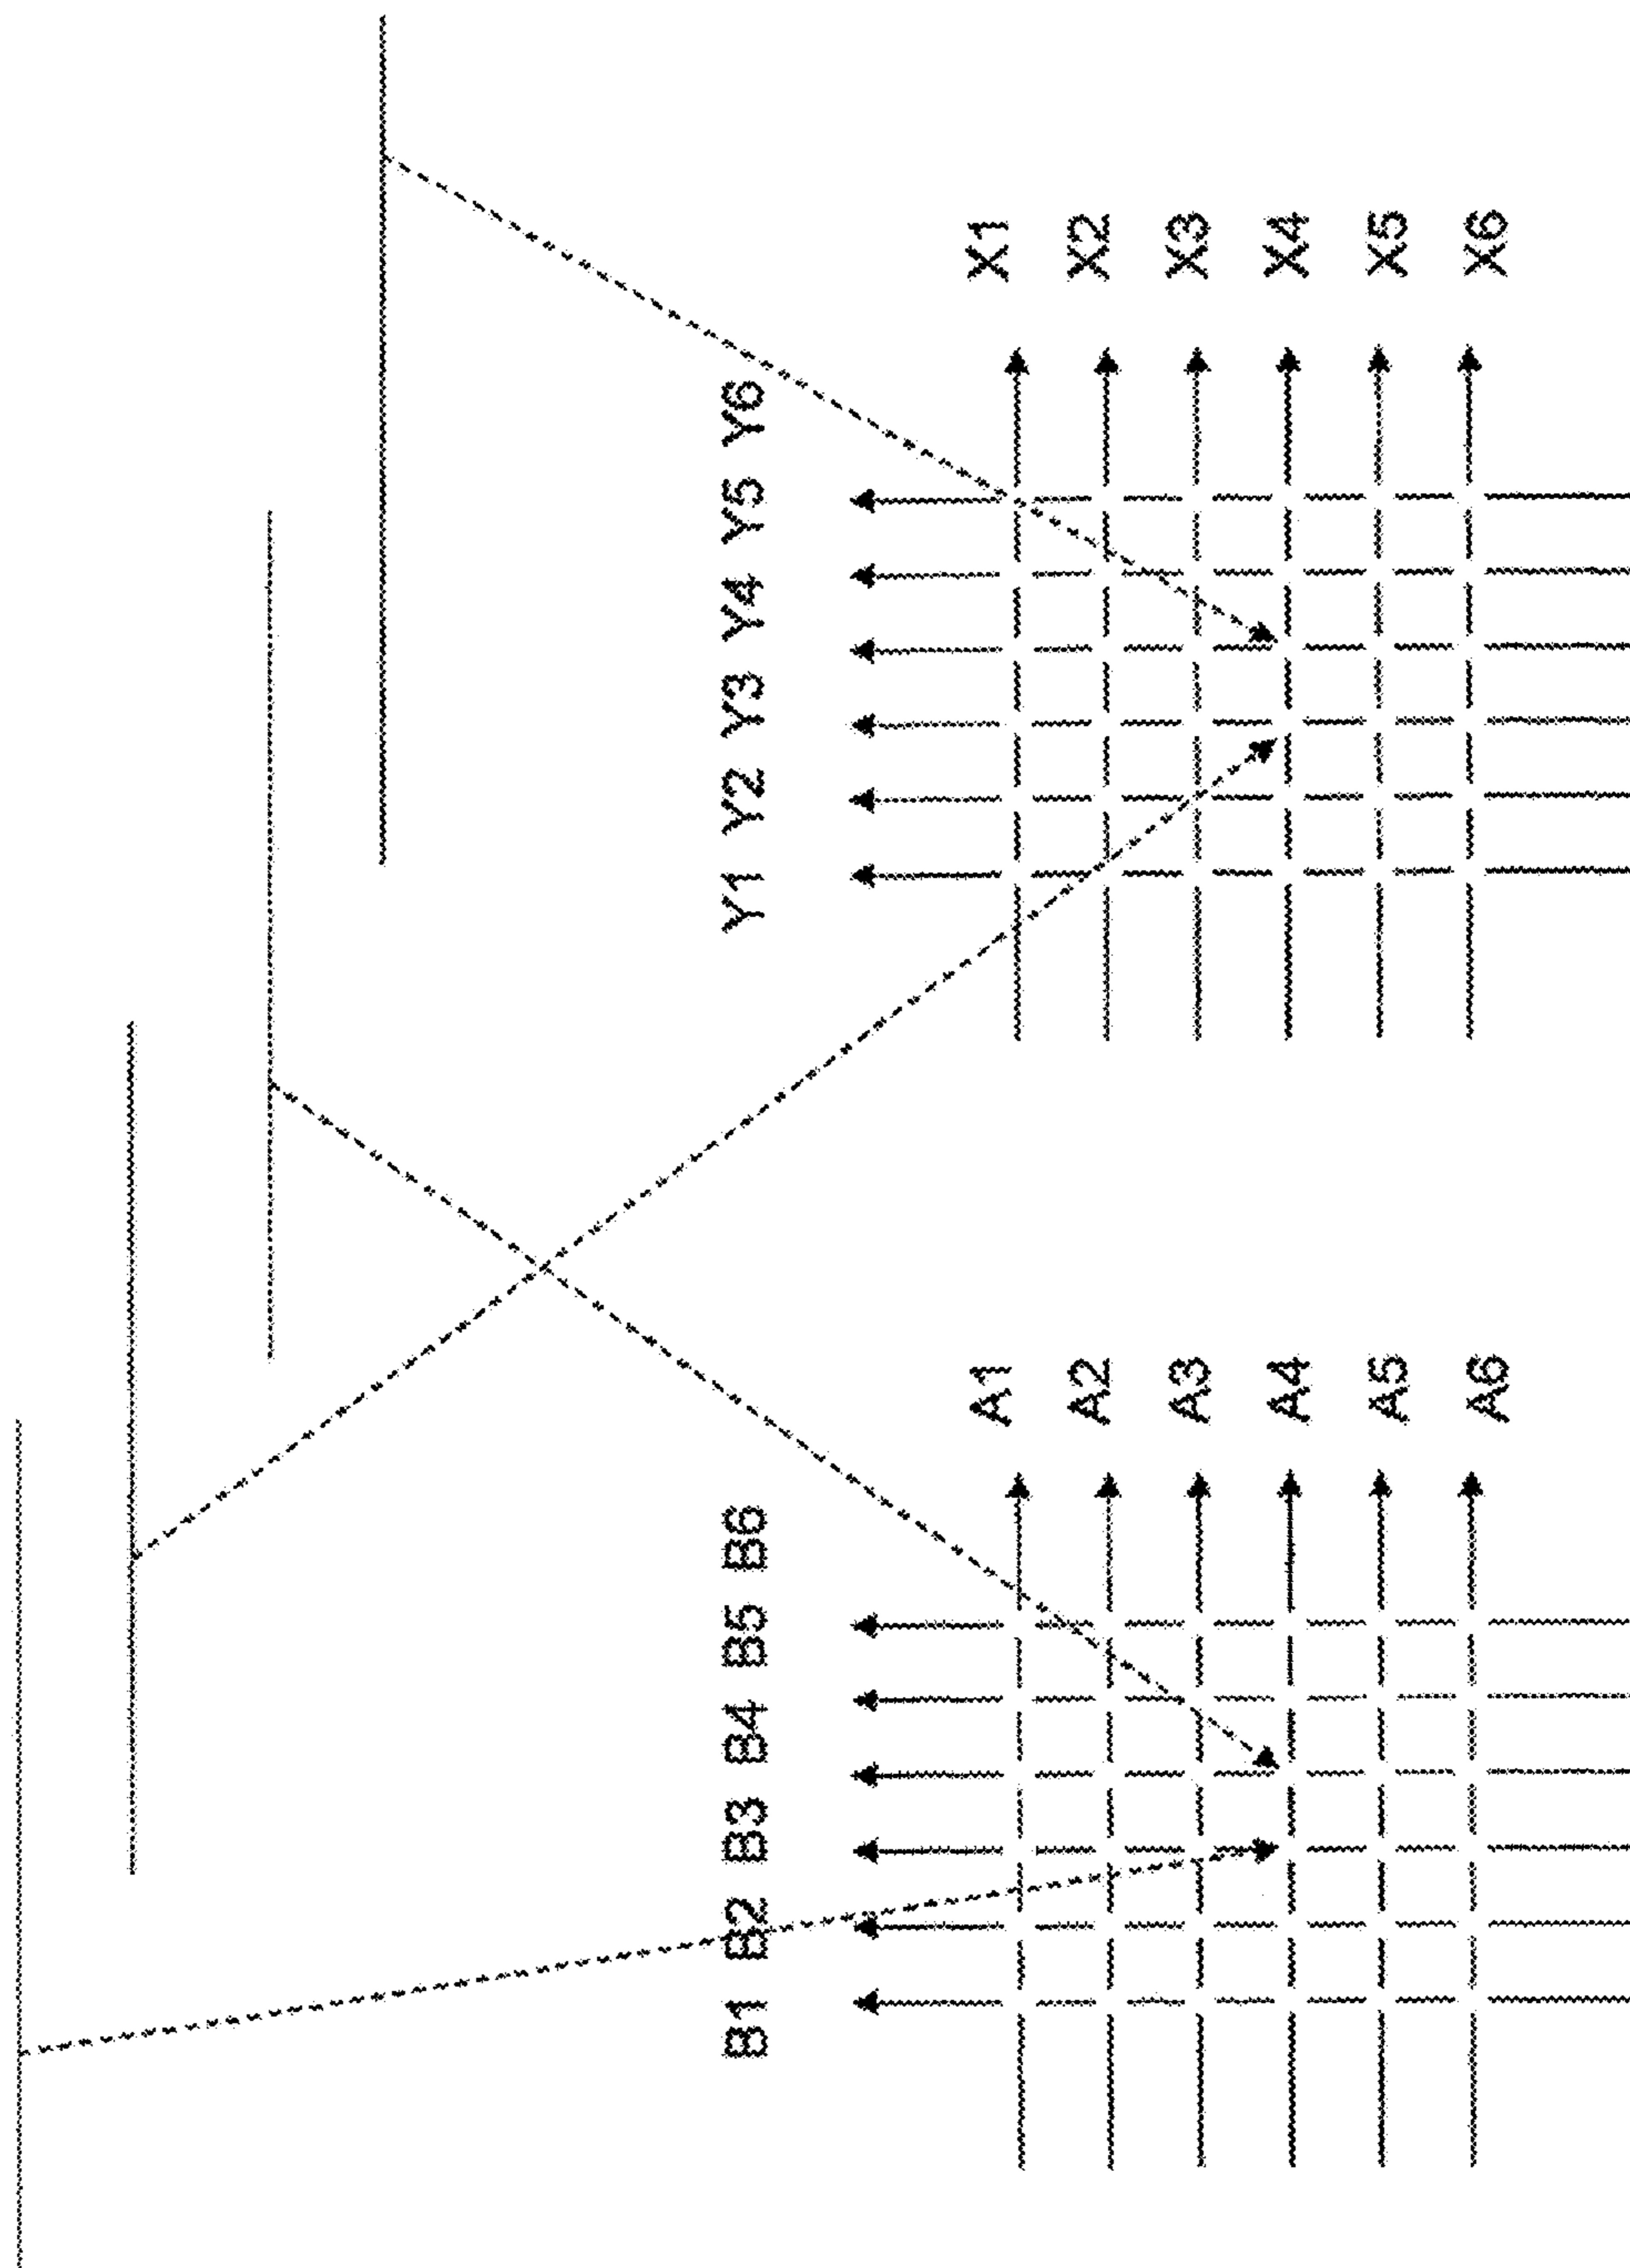 Y1 Y2 Y3 Y4 Y5 Y6
X1
X2
X3
X4
X5
X6
B1 B2 B3 B4 B5 B6
A1
A2
A3
A4
A5
A6